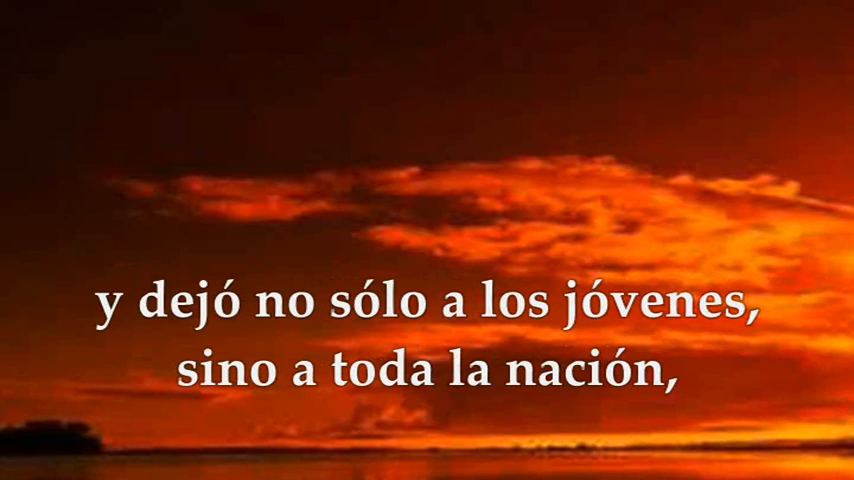 y dejó no sólo a los jóvenes,
sino a toda la nación,